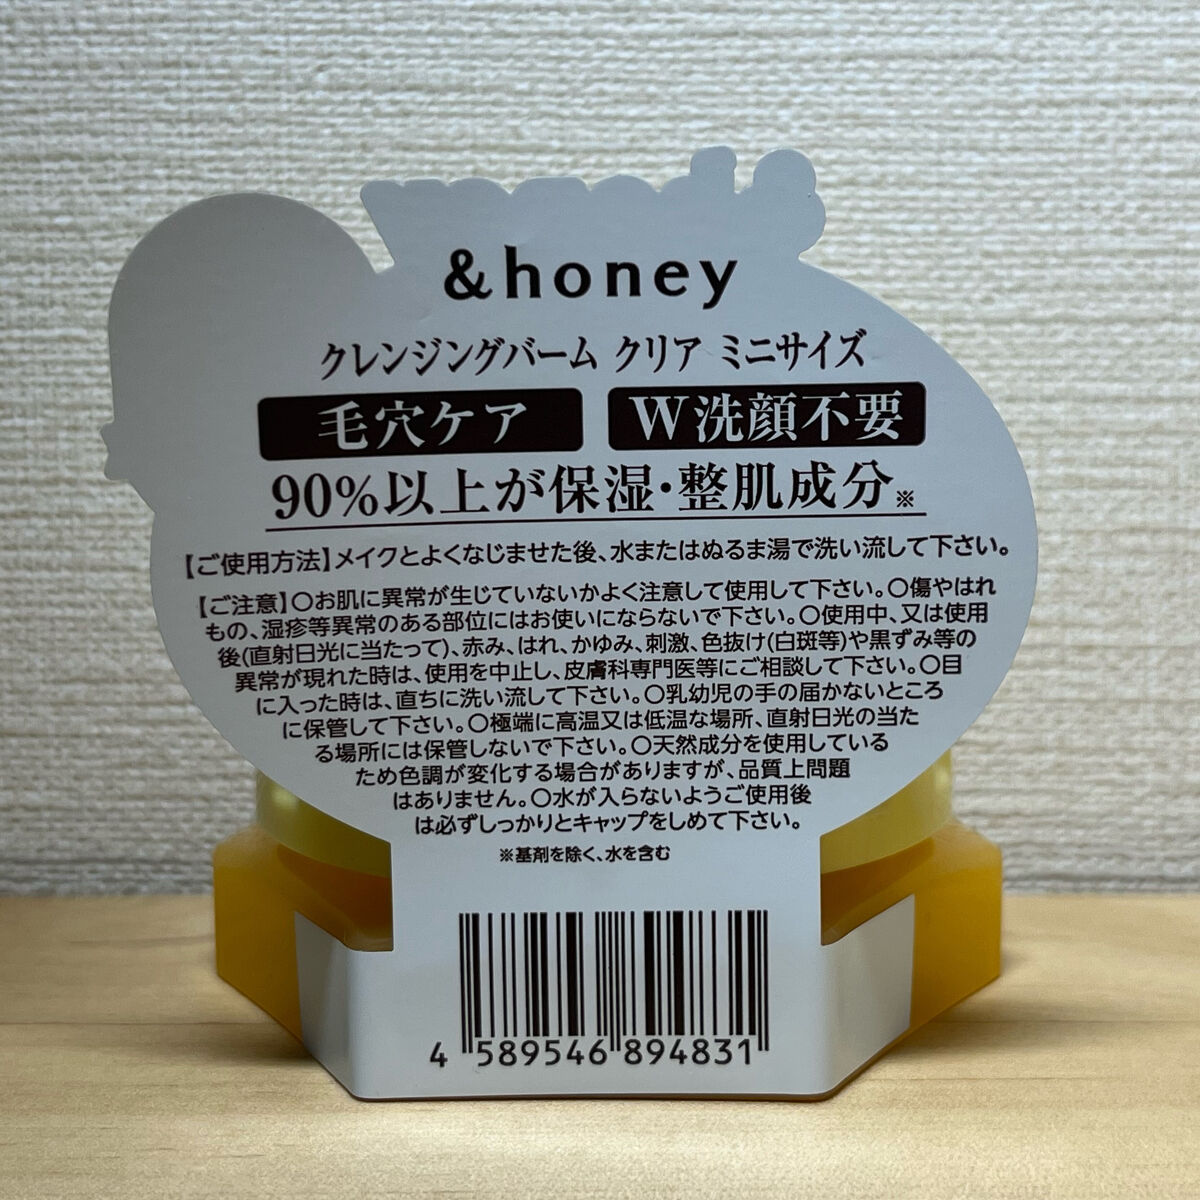 &honey
クレンジングバーム クリア ミニサイズ
毛穴ケア W洗顔不要
90%以上が保湿・整肌成分※
【ご使用方法】メイクとよくなじませた後、水またはぬるま湯で洗い流して下さい。
【ご注意】〇お肌に異常が生じていないかよく注意して使用して下さい。〇傷やはれ
もの、湿疹等異常のある部位にはお使いにならないで下さい。〇使用中、又は使用
後(直射日光に当たって)、赤み、はれ、かゆみ、刺激、色抜け(白斑等)や黒ずみ等の
異常が現れた時は、使用を中止し、皮膚科専門医等にご相談して下さい。〇目
に入った時は、直ちに洗い流して下さい。〇乳幼児の手の届かないところ
に保管して下さい。〇極端に高温又は低温な場所、直射日光の当た
る場所には保管しないで下さい。〇天然成分を使用している
ため色調が変化する場合がありますが、品質上問題
はありません。〇水が入らないようご使用後
は必ずしっかりとキャップをしめて下さい。
※基剤を除く、水を含む
4 589546 894831